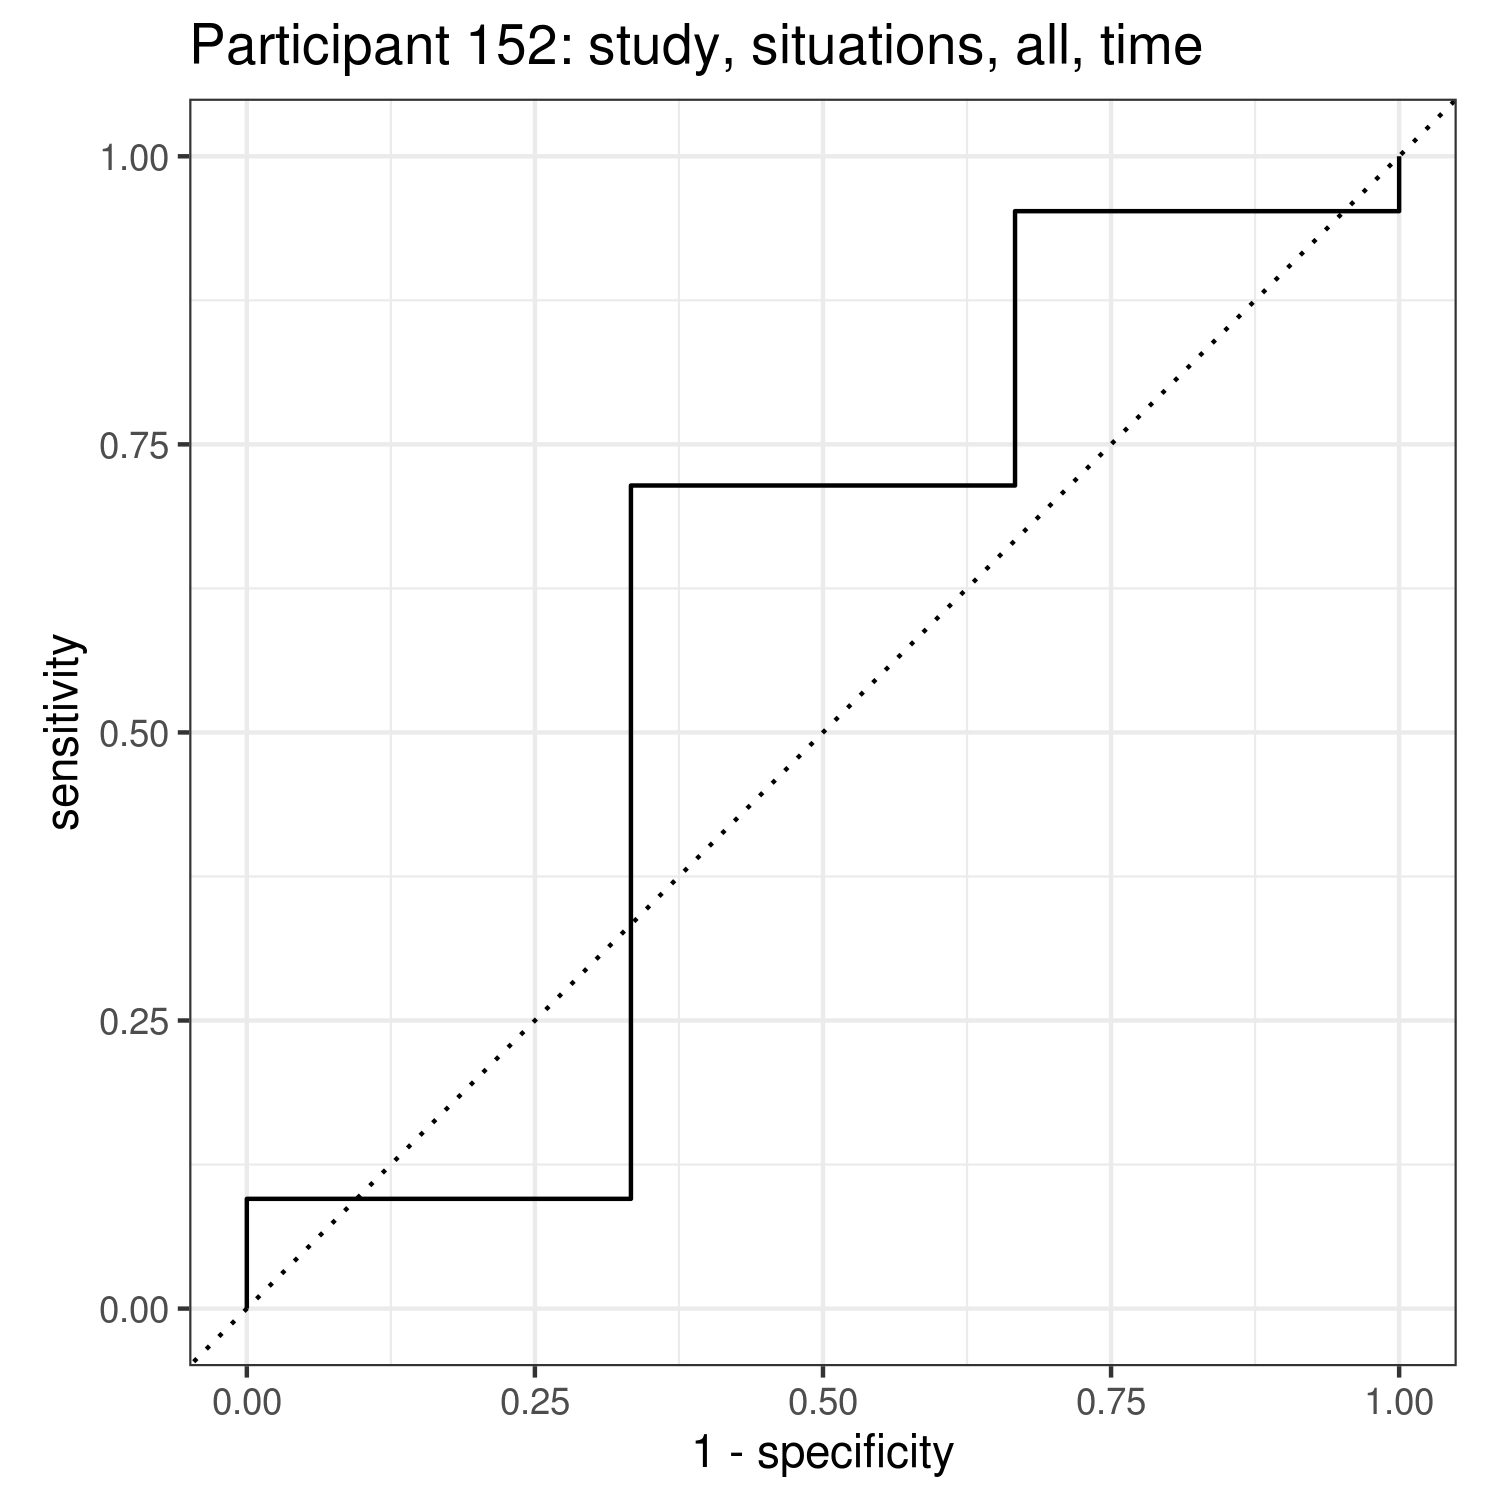 Participant 152: study, situations, all, time
1.00
0.75
0.50
0.25
0.00
sensitivity
0.00 0.25 0.50 0.75 1.00
1 - specificity